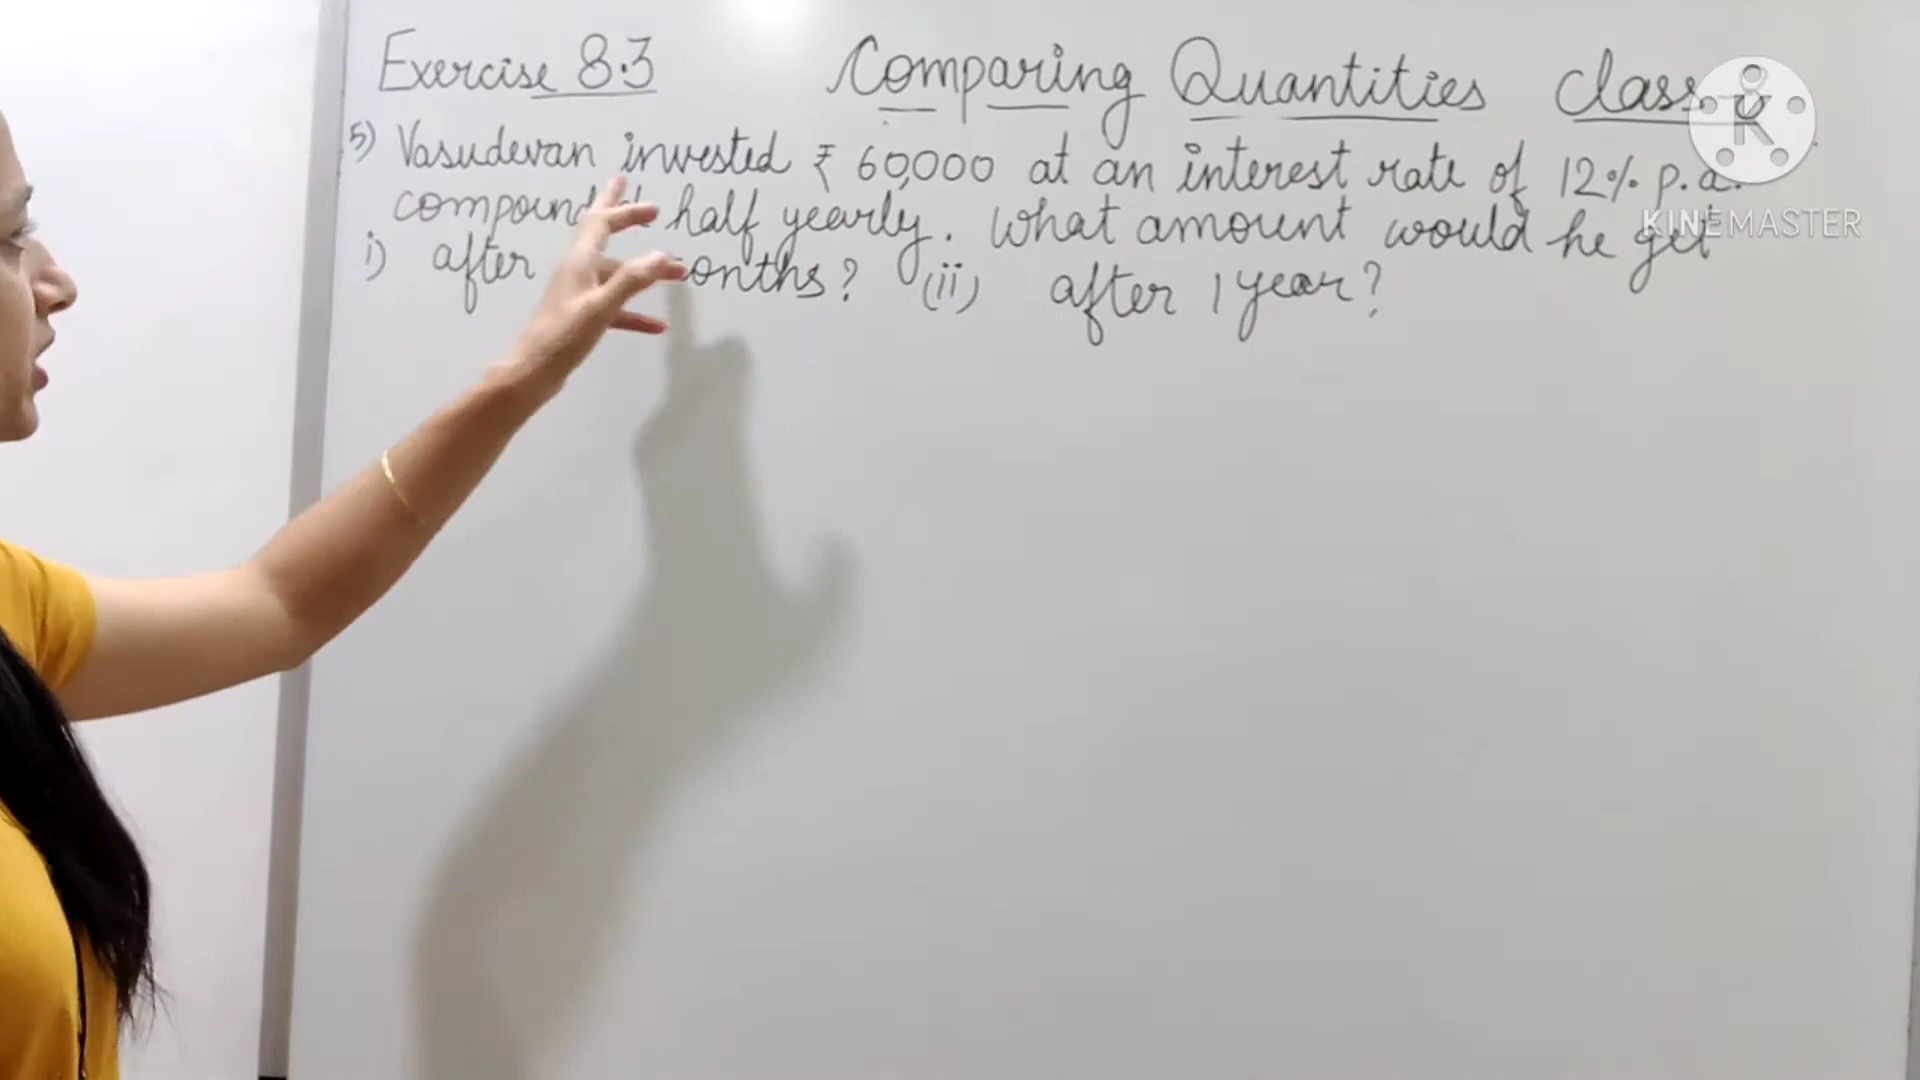 Exercise 8.3 Comparing Quantities class 8
5) Vasudevan invested ₹ 60,000 at an interest rate of 12% p.a.
compounded half yearly. What amount would he get
i) after months? (ii) after 1 year?
K
KINEMASTER